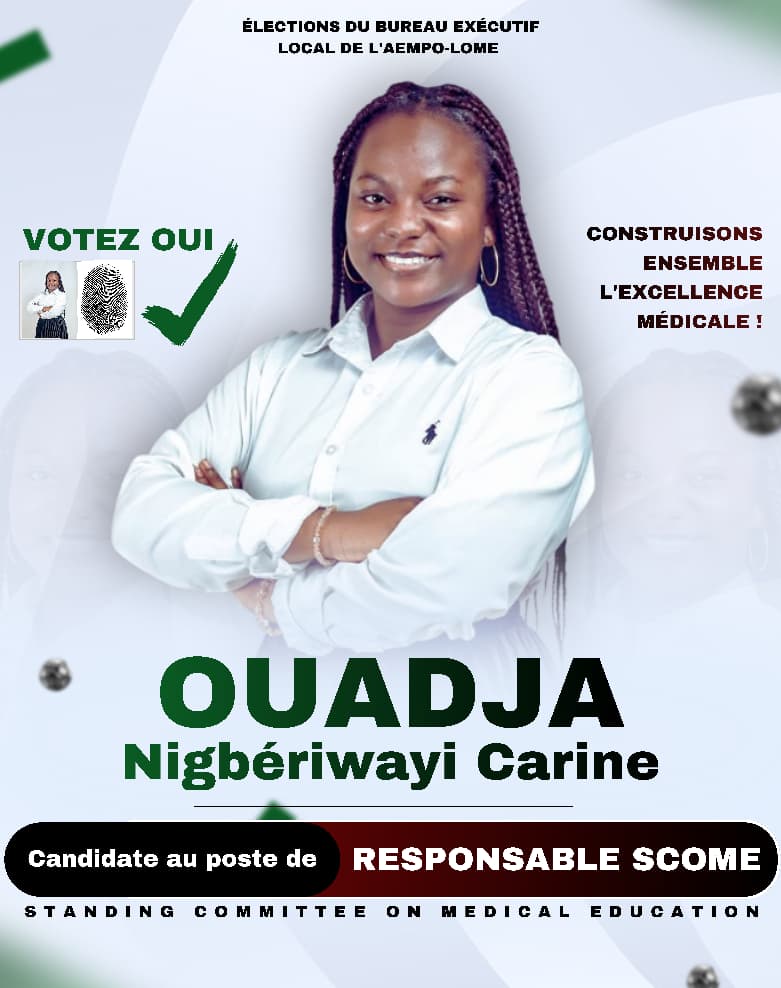 ÉLECTIONS DU BUREAU EXÉCUTIF
LOCAL DE L'AEMPO-LOME
VOTEZ OUI
CONSTRUISONS
ENSEMBLE
L'EXCELLENCE
MÉDICALE !
OUADJA
Nigbériwayi Carine
Candidate au poste de RESPONSABLE SCOME
STANDING COMMITTEE ON MEDICAL EDUCATION